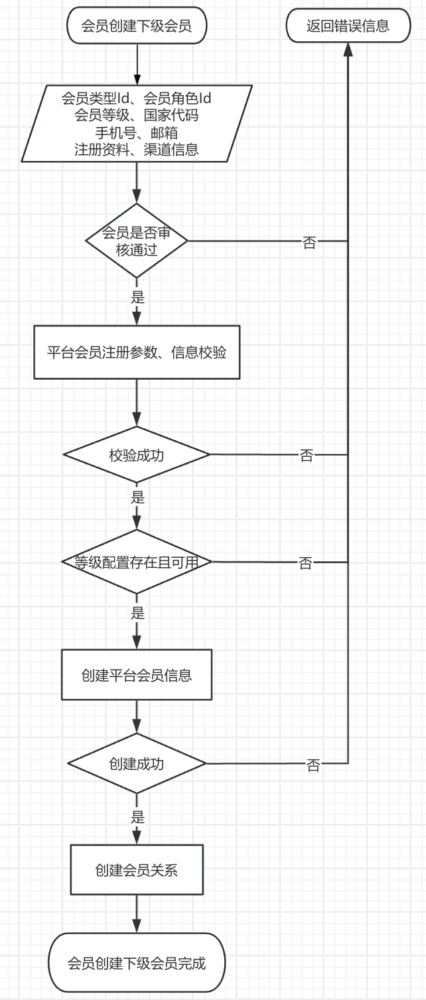 会员创建下级会员
返回错误信息
会员类型Id、会员角色Id
会员等级、国家代码
手机号、邮箱
注册资料、渠道信息
会员是否审
核通过
否
是
平台会员注册参数、信息校验
校验成功
否
是
等级配置存在且可用
否
是
创建平台会员信息
创建成功
否
是
创建会员关系
会员创建下级会员完成